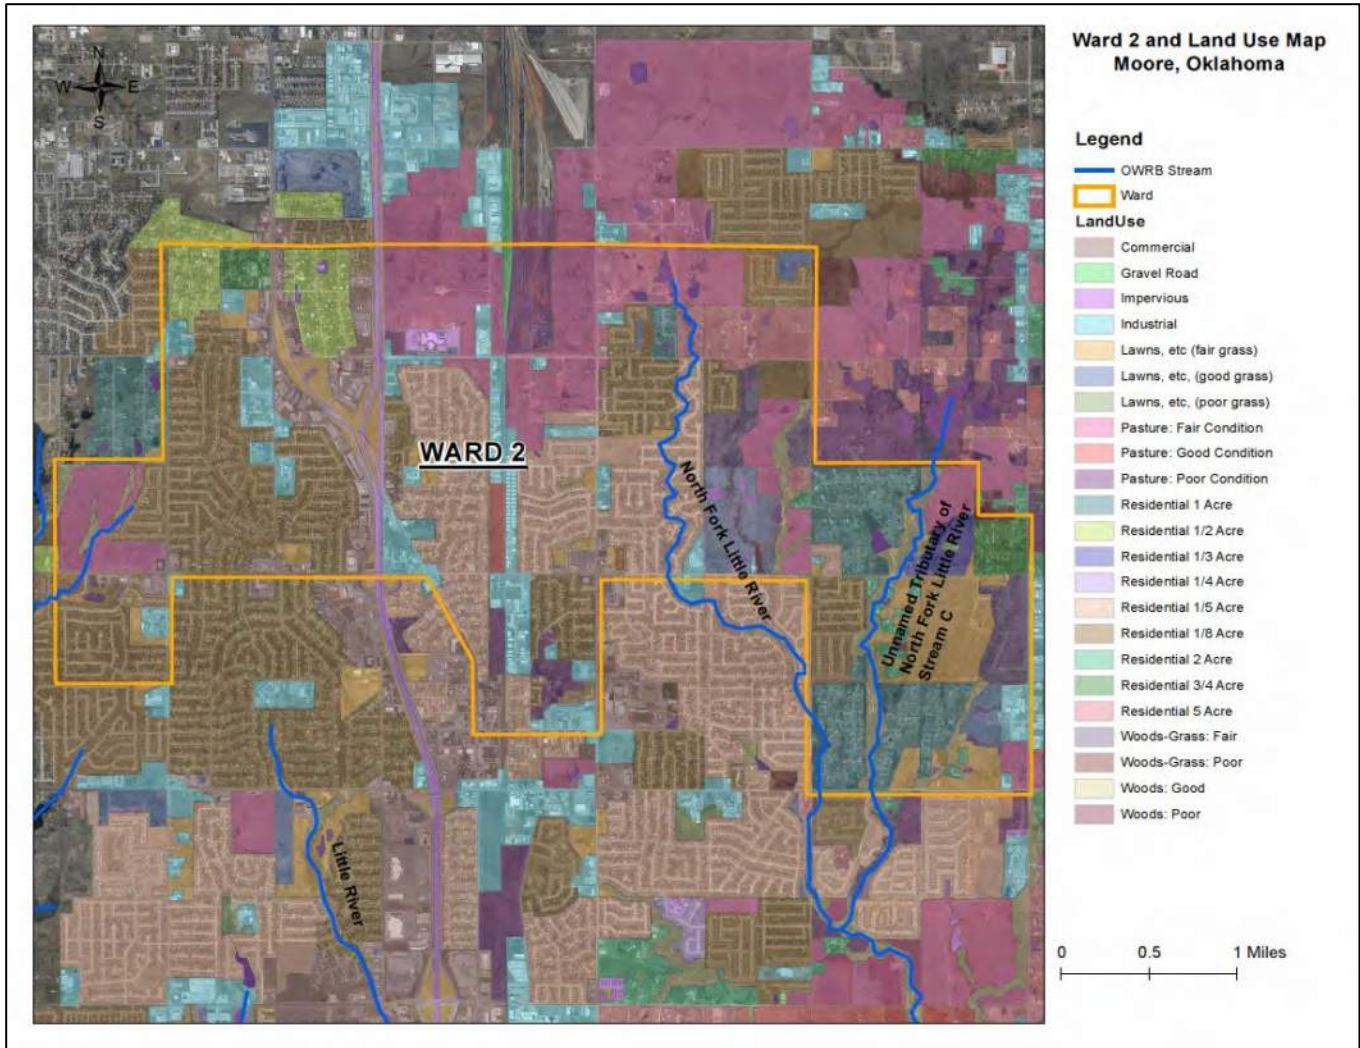 Ward 2 and Land Use Map
Moore, Oklahoma
N
W E
S
Legend
OWRB Stream
Ward
LandUse
Commercial
Gravel Road
Impervious
Industrial
Lawns, etc (fair grass)
Lawns, etc, (good grass)
Lawns, etc, (poor grass)
Pasture: Fair Condition
Pasture: Good Condition
Pasture: Poor Condition
Residential 1 Acre
Residential 1/2 Acre
Residential 1/3 Acre
Residential 1/4 Acre
Residential 1/5 Acre
Residential 1/8 Acre
Residential 2 Acre
Residential 3/4 Acre
Residential 5 Acre
Woods-Grass: Fair
Woods-Grass: Poor
Woods: Good
Woods: Poor
WARD 2
North Fork Little River
Unnamed Tributary of
North Fork Little River
Stream C
Little River
0 0.5 1 Miles